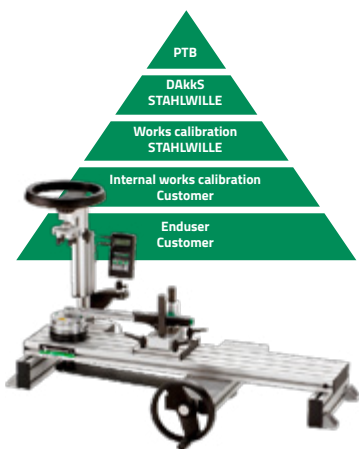 PTB
DAkkS
STAHLWILLE
Works calibration
STAHLWILLE
Internal works calibration
Customer
Enduser
Customer